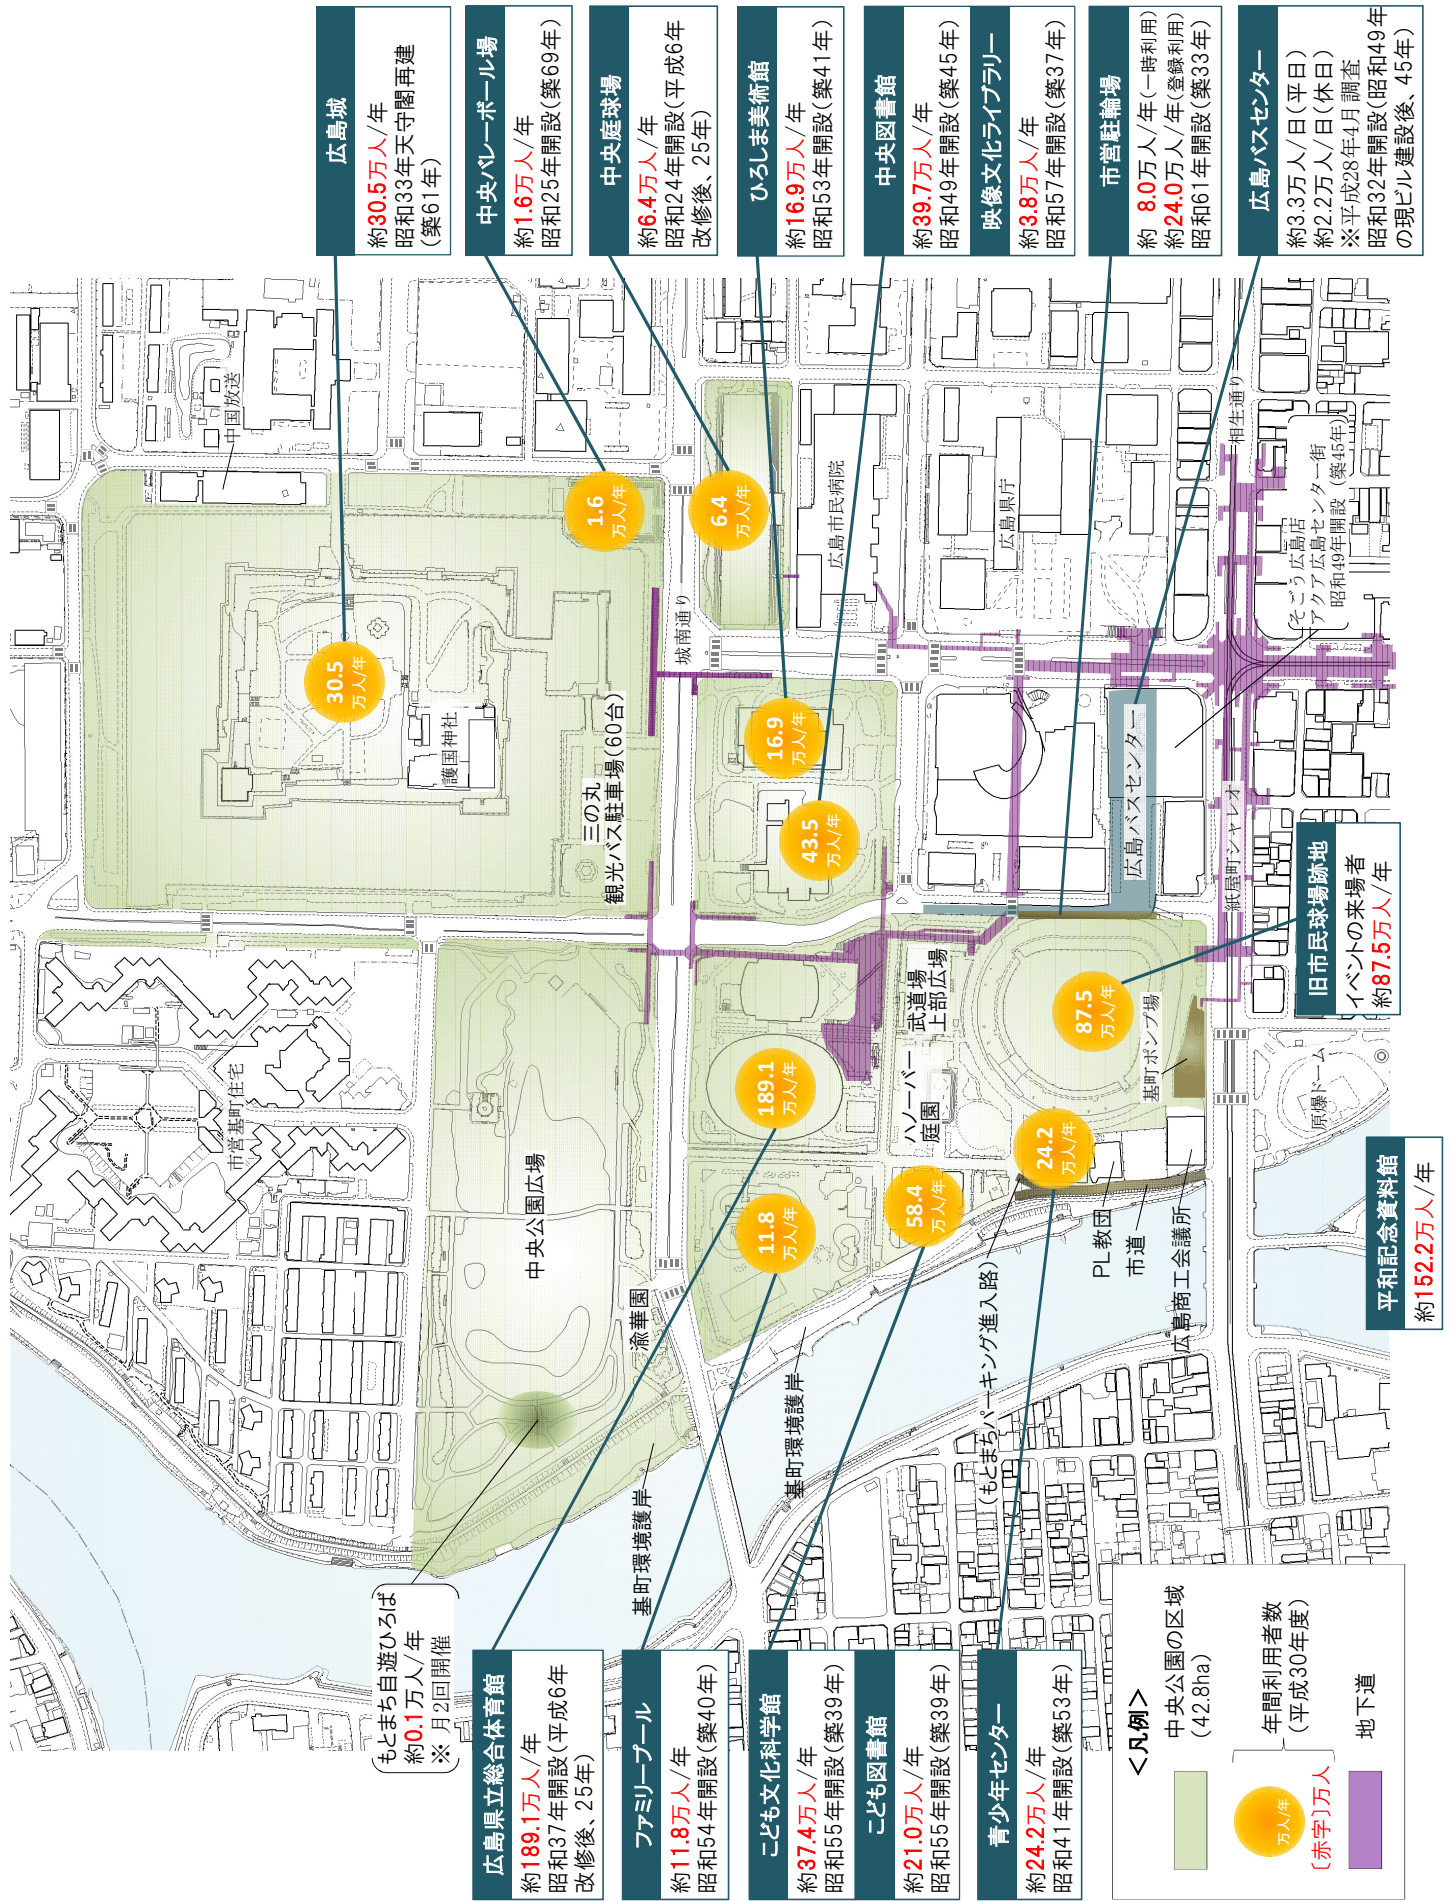 広島城
約30.5万人/年
昭和33年天守閣再建
(築61年)
中央バレーボール場
約1.6万人/年
昭和25年開設(築69年)
中央庭球場
約6.4万人/年
昭和24年開設(平成6年
改修後、25年)
ひろしま美術館
約16.9万人/年
昭和53年開設(築41年)
中央図書館
約39.7万人/年
昭和49年開設(築45年)
映像文化ライブラリー
約3.8万人/年
昭和57年開設(築37年)
市営駐輪場
約 8.0万人/年(一時利用)
約24.0万人/年(登録利用)
昭和61年開設(築33年)
広島バスセンター
約3.3万人/日(平日)
約2.2万人/日(休日)
※平成28年4月調査
昭和32年開設(昭和49年
の現ビル建設後、45年)
中国放送
30.5
万人/年
護国神社
1.6
万人/年
6.4
万人/年
三の丸
観光バス駐車場(60台)
城南通り
広島市民病院
広島県庁
16.9
万人/年
43.5
万人/年
広島バスセンター
相生通り
そごう広島店
アクア広島センター街
昭和49年開設(築45年)
紙屋町シャレオ
市営基町住宅
中央公園広場
189.1
万人/年
武道場
上部広場
ハノーバー
庭園
87.5
万人/年
基町ポンプ場
原爆ドーム
11.8
万人/年
58.4
万人/年
24.2
万人/年
PL教団
市道
広島商工会議所
(もとまちパーキング進入路)
渝華園
基町環境護岸
基町環境護岸
旧市民球場跡地
イベントの来場者
約87.5万人/年
平和記念資料館
約152.2万人/年
もとまち自遊ひろば
約0.1万人/年
※ 月2回開催
広島県立総合体育館
約189.1万人/年
昭和37年開設(平成6年
改修後、25年)
ファミリープール
約11.8万人/年
昭和54年開設(築40年)
こども文化科学館
約37.4万人/年
昭和55年開設(築39年)
こども図書館
約21.0万人/年
昭和55年開設(築39年)
青少年センター
約24.2万人/年
昭和41年開設(築53年)
<凡例>
中央公園の区域
(42.8ha)
万人/年
〔赤字〕万人
年間利用者数
(平成30年度)
地下道